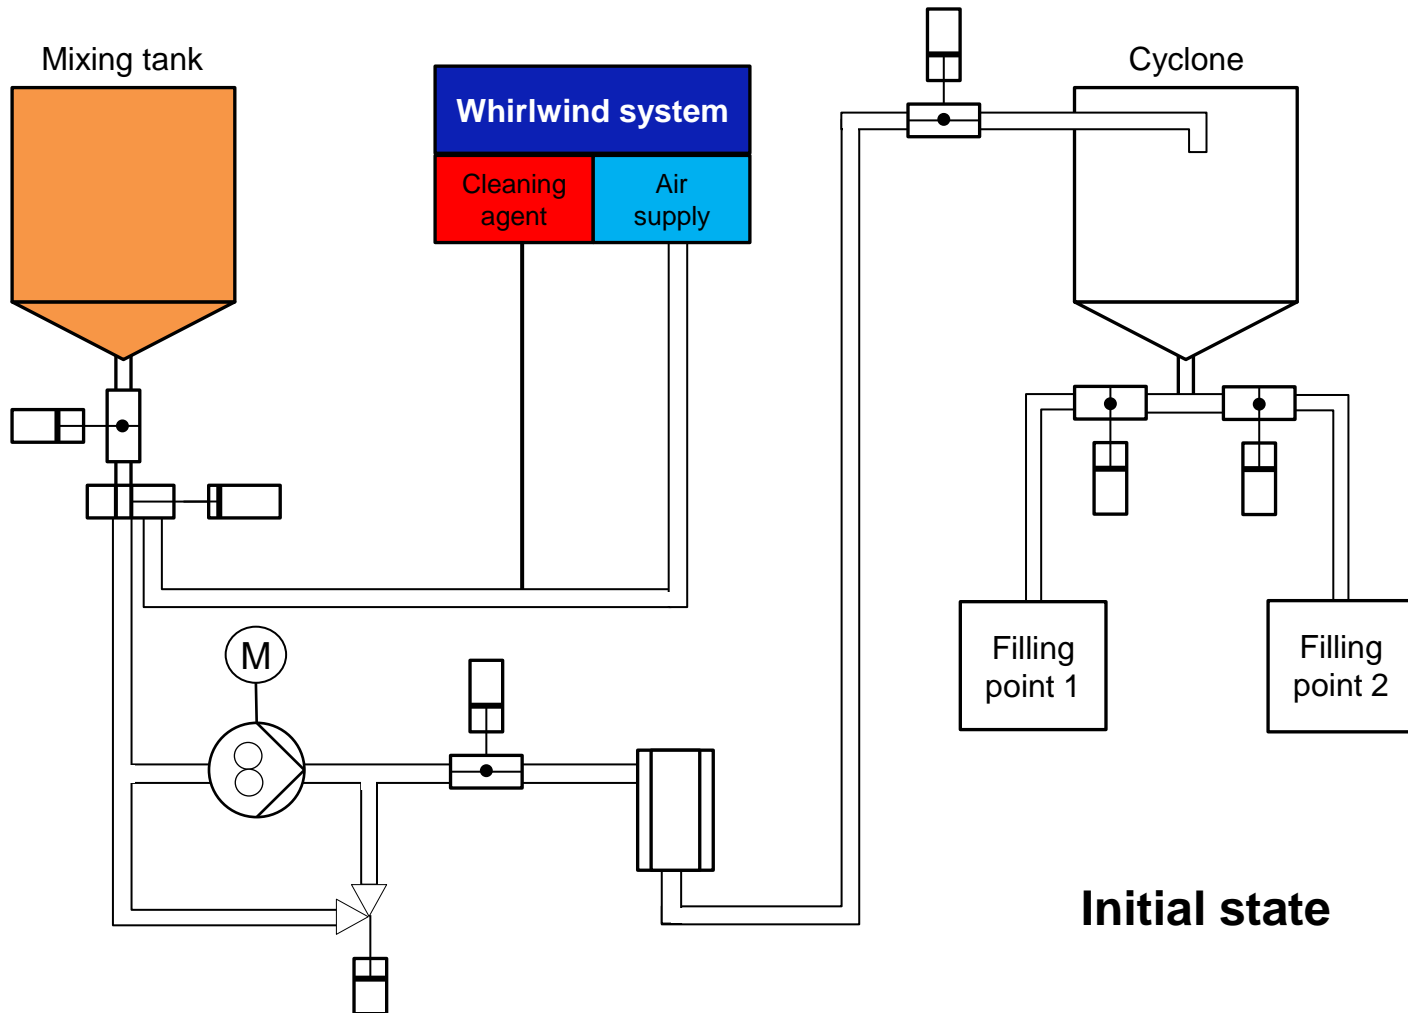 Mixing tank
Whirlwind system
Cleaning
agent
Air
supply
Cyclone
M
Filling
point 1
Filling
point 2
Initial state